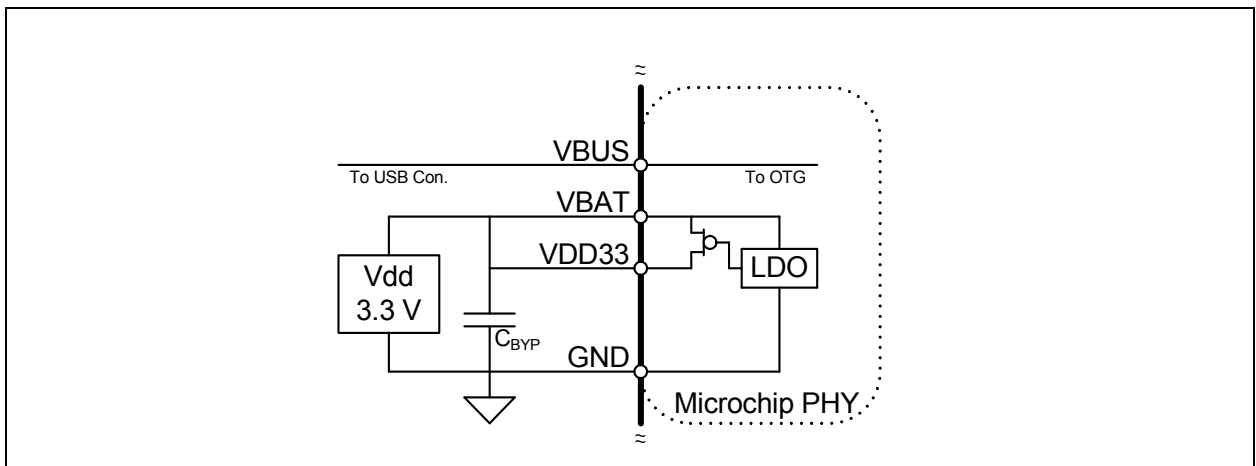 VBUS
To USB Con.
To OTG
VBAT
VDD33
Vdd
3.3 V
LDO
CBYP
GND
Microchip PHY